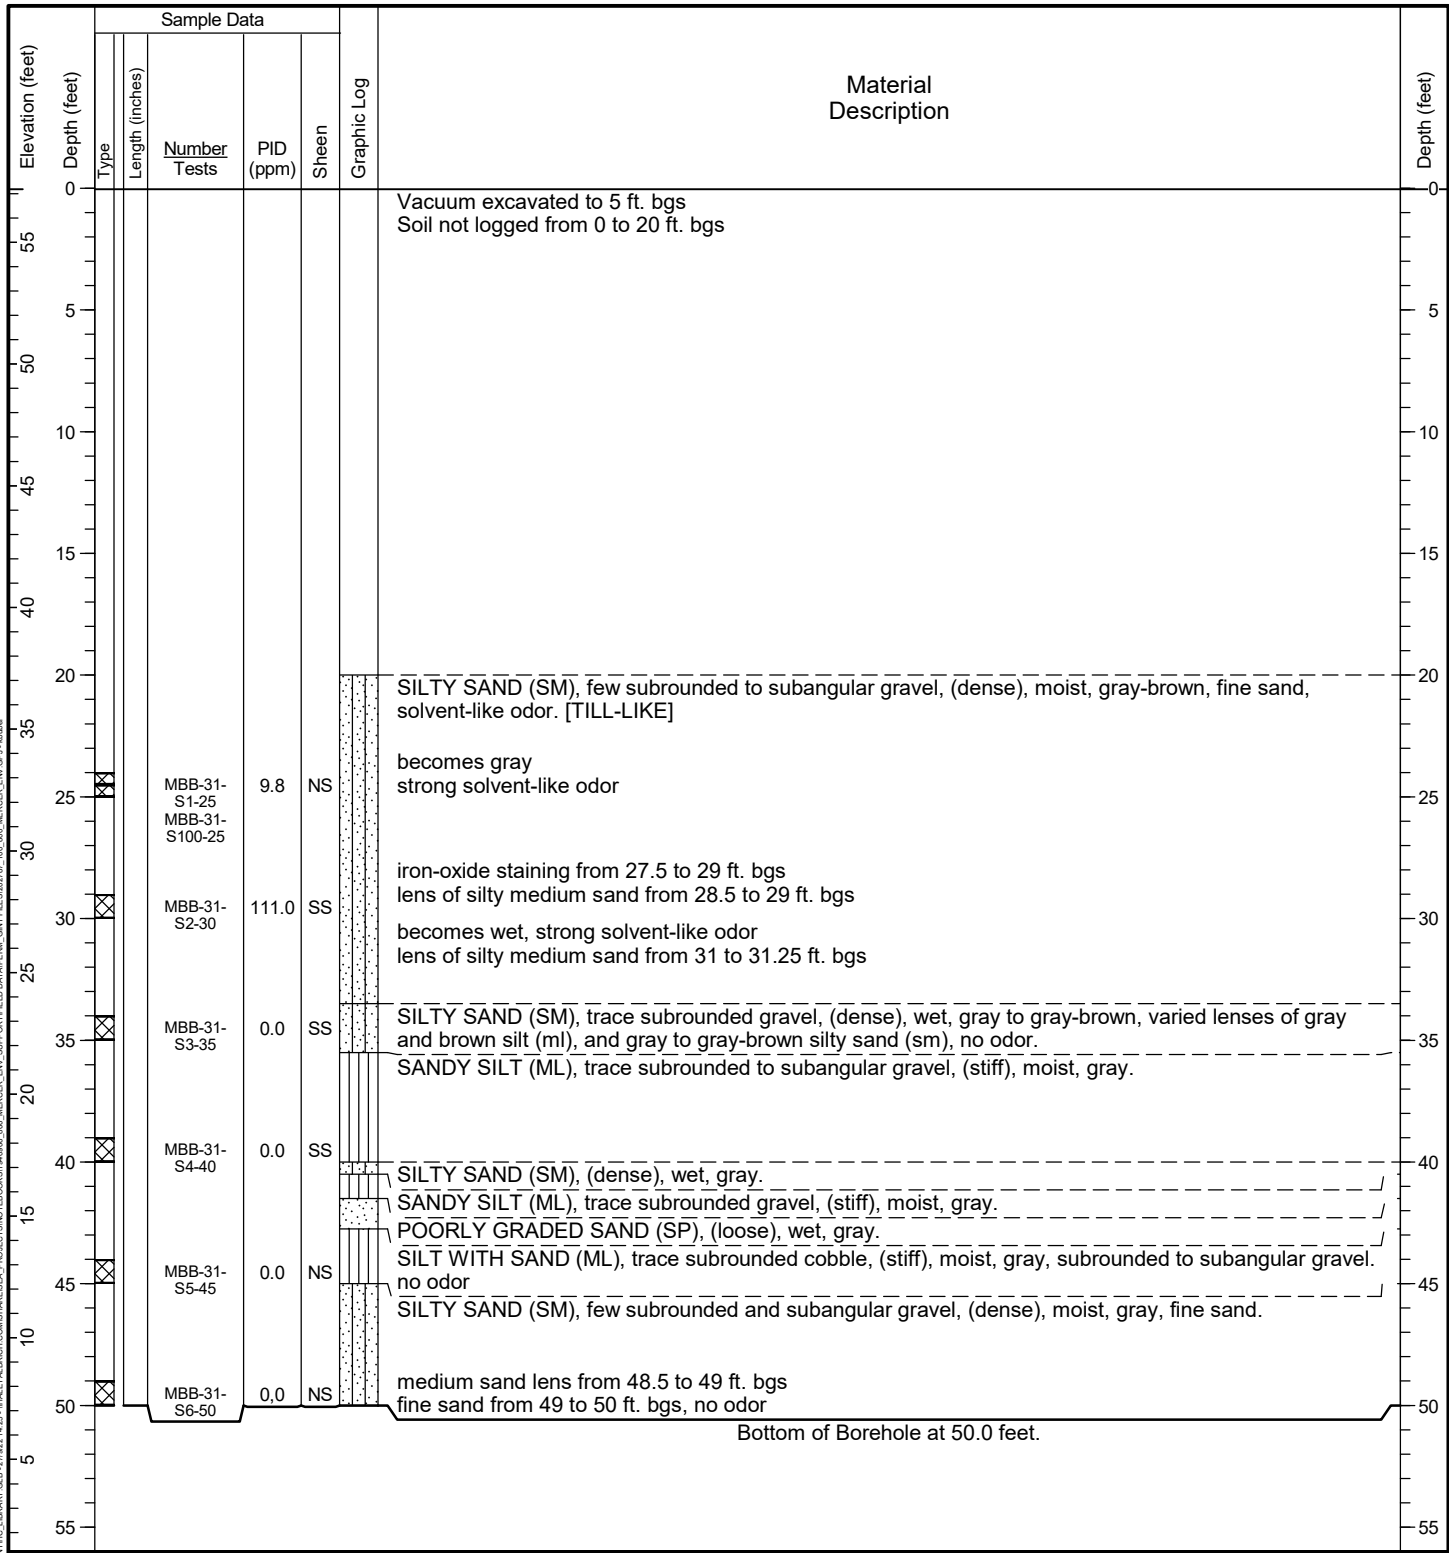 Sample Data
Elevation (feet)
Depth (feet)
Type
Length (inches)
Number
Tests
PID
(ppm)
Sheen
Graphic Log
Material
Description
Depth (feet)
0
0
Vacuum excavated to 5 ft. bgs
Soil not logged from 0 to 20 ft. bgs
55
5
5
50
10
10
45
15
15
40
20
20
SILTY SAND (SM), few subrounded to subangular gravel, (dense), moist, gray-brown, fine sand,
solvent-like odor. [TILL-LIKE]
35
becomes gray
MBB-31-
S1-25
9.8
NS
strong solvent-like odor
25
25
MBB-31-
S100-25
30
iron-oxide staining from 27.5 to 29 ft. bgs
lens of silty medium sand from 28.5 to 29 ft. bgs
MBB-31-
S2-30
111.0
SS
30
30
becomes wet, strong solvent-like odor
lens of silty medium sand from 31 to 31.25 ft. bgs
25
SILTY SAND (SM), trace subrounded gravel, (dense), wet, gray to gray-brown, varied lenses of gray
and brown silt (ml), and gray to gray-brown silty sand (sm), no odor.
MBB-31-
S3-35
0.0
SS
35
35
SANDY SILT (ML), trace subrounded to subangular gravel, (stiff), moist, gray.
20
MBB-31-
S4-40
0.0
SS
40
40
SILTY SAND (SM), (dense), wet, gray.
SANDY SILT (ML), trace subrounded gravel, (stiff), moist, gray.
15
POORLY GRADED SAND (SP), (loose), wet, gray.
SILT WITH SAND (ML), trace subrounded cobble, (stiff), moist, gray, subrounded to subangular gravel.
no odor
MBB-31-
S5-45
0.0
NS
45
45
SILTY SAND (SM), few subrounded and subangular gravel, (dense), moist, gray, fine sand.
10
medium sand lens from 48.5 to 49 ft. bgs
fine sand from 49 to 50 ft. bgs, no odor
MBB-31-
S6-50
0,0
NS
50
50
Bottom of Borehole at 50.0 feet.
5
55
55